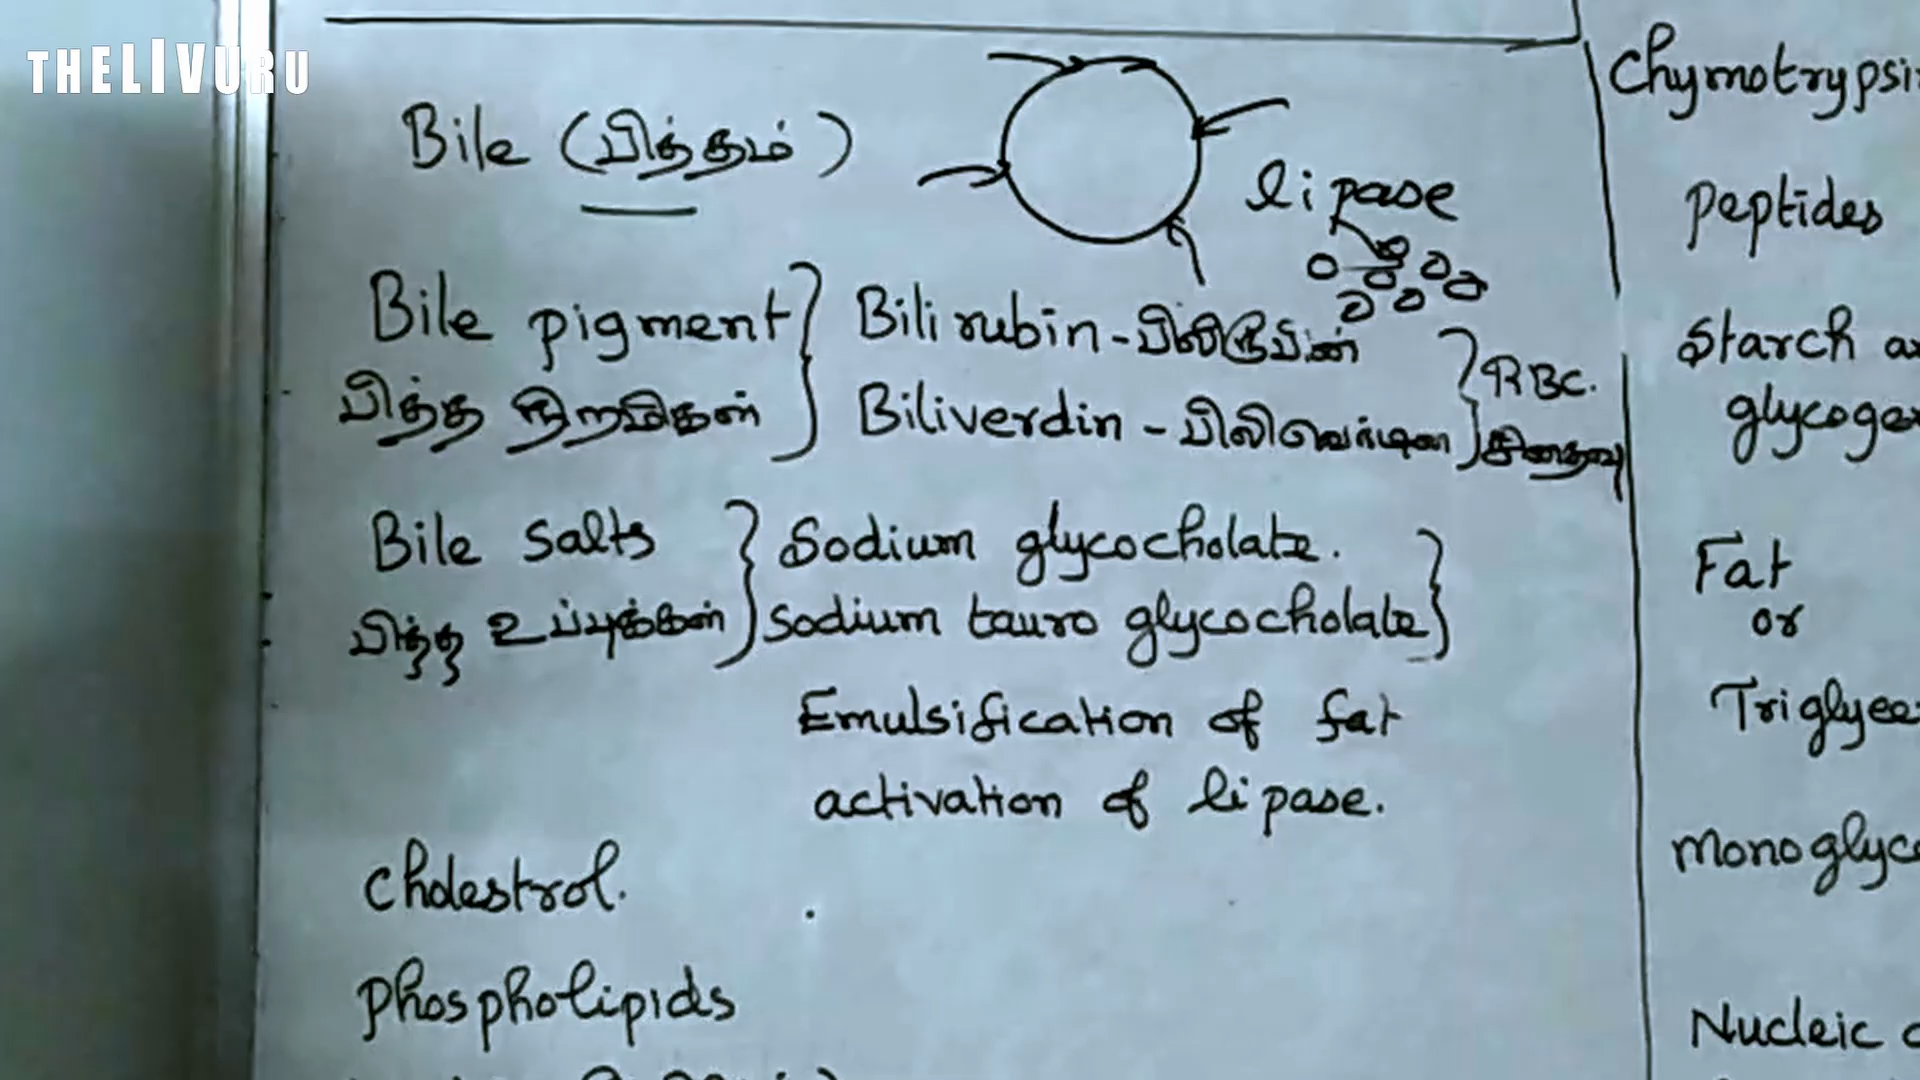 THELIVURU
Bile (பித்தம்)
lipase
Bile pigment } Bilirubin - பிலிரூபின்
பித்த நிறமிகள் Biliverdin - பிலிவெர்டின்
RBC.
சிதைவு
Bile salts } Sodium glycocholate.
பித்த உப்புக்கள் Sodium tauro glycocholate }
Emulsification of fat
activation of lipase.
Cholestrol.
Phospholipids
Chymotrypsi
Peptides
Starch a
glycoge
Fat
or
Triglyce
Monoglyc
Nucleic